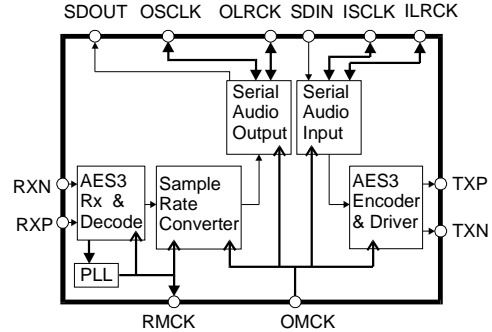 SDOUT OSCLK OLRCK SDIN ISCLK ILRCK
Serial
Audio
Output
Serial
Audio
Input
RXN
RXP
AES3
Rx &
Decode
Sample
Rate
Converter
AES3
Encoder
& Driver
TXP
TXN
PLL
RMCK
OMCK